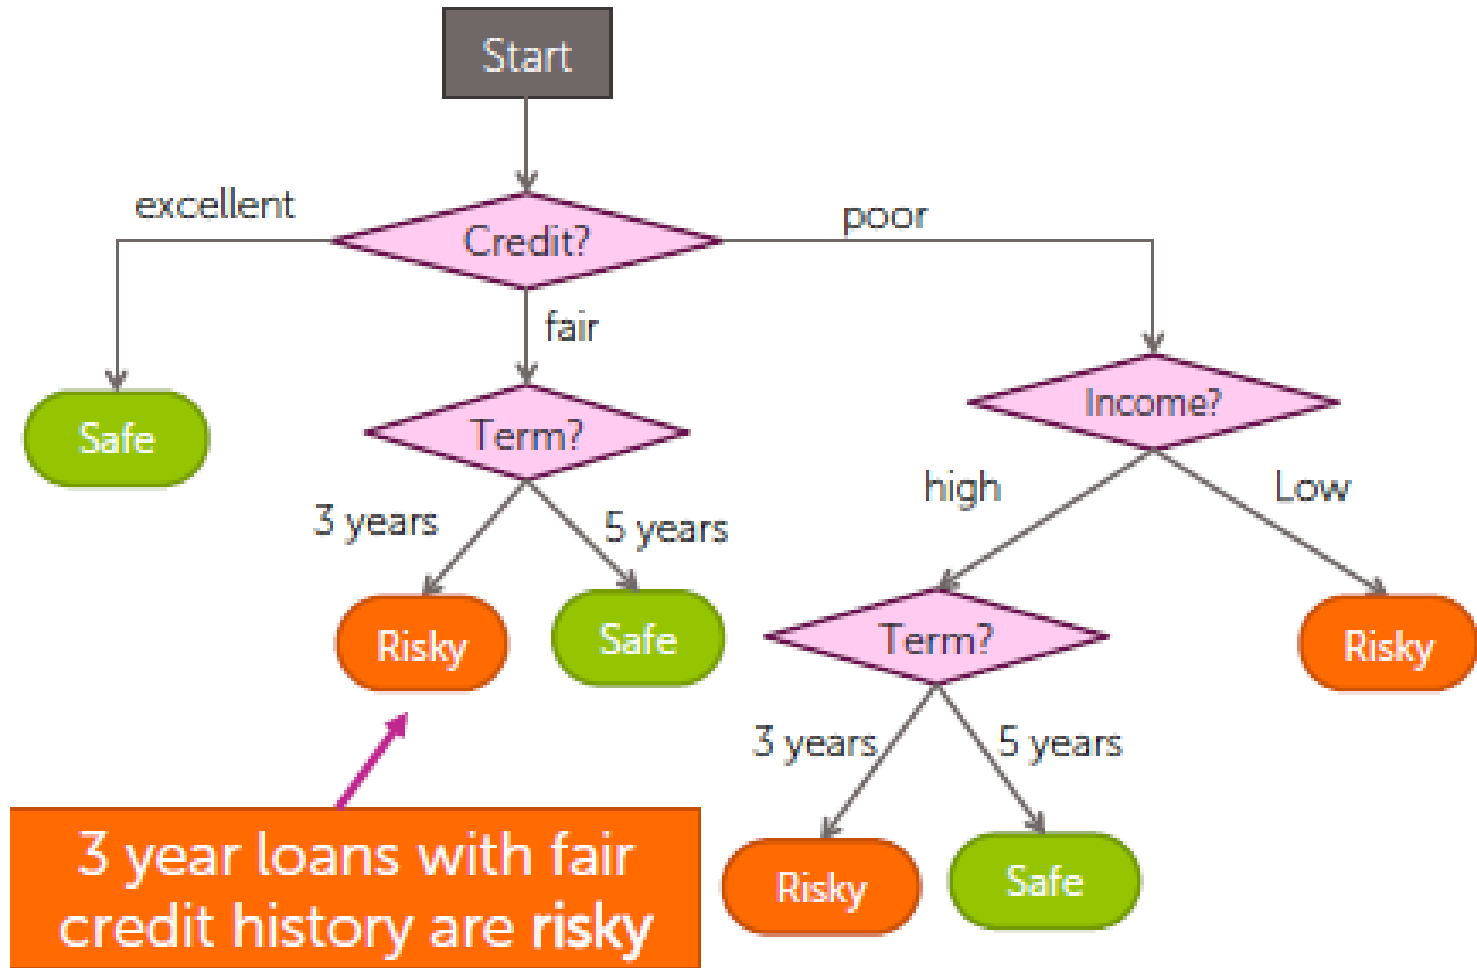 Start
excellent
Credit?
poor
fair
Safe
Term?
Income?
3 years
5 years
high
Low
Risky
Safe
Term?
Risky
3 years
5 years
Risky
Safe
3 year loans with fair
credit history are risky